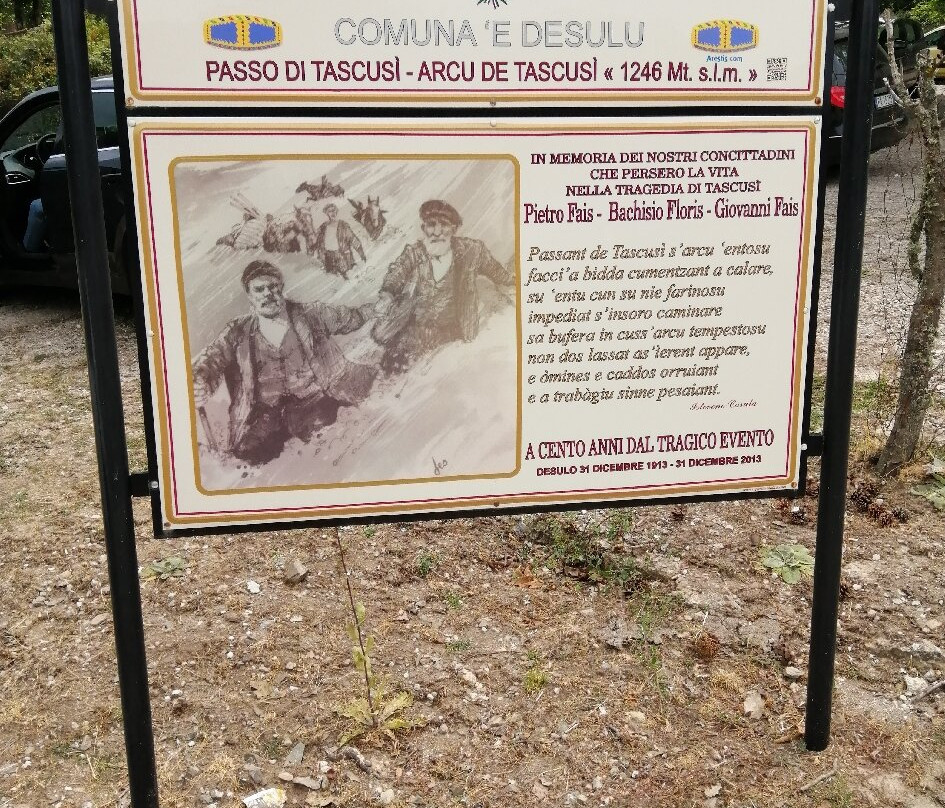 COMUNA 'E DESULU
Arestis.com
PASSO DI TASCUSÌ - ARCU DE TASCUSÌ « 1246 Mt. s.l.m. »
IN MEMORIA DEI NOSTRI CONCITTADINI
CHE PERSERO LA VITA
NELLA TRAGEDIA DI TASCUSÌ
Pietro Fais - Bachisio Floris - Giovanni Fais
Passant de Tascusì s'arcu 'entosu
facci'a bidda cumentzant a calare,
su 'entu cun su nie farinosu
impediat s'insoro caminare
sa bufera in cuss'arcu tempestosu
non dos lassat as'ierent appare,
e òmines e caddos orruiant
e a trabàgiu sinne pesaiant.
A CENTO ANNI DAL TRAGICO EVENTO
DESULO 31 DICEMBRE 1913 - 31 DICEMBRE 2013